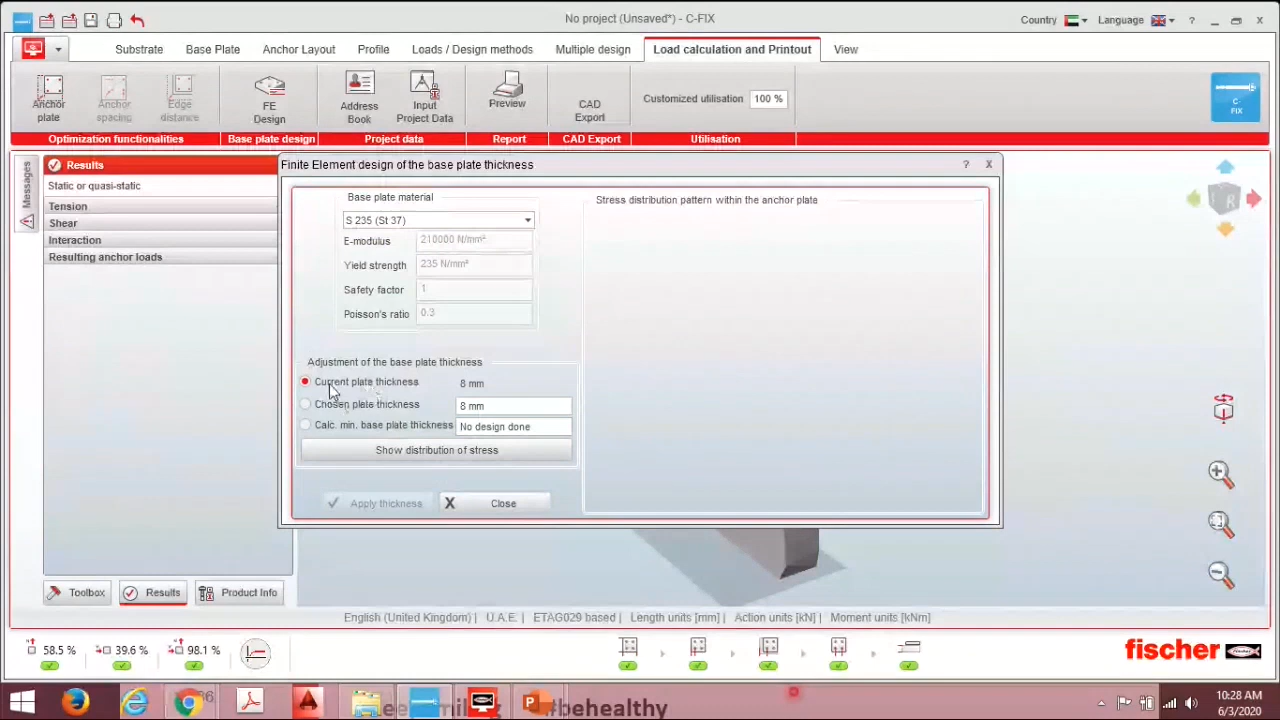 No project (Unsaved*) - C-FIX
Country
Language
?
Substrate
Base Plate
Anchor Layout
Profile
Loads / Design methods
Multiple design
Load calculation and Printout
View
Anchor plate
Anchor spacing
Edge distance
FE Design
Address Book
Input Project Data
Preview
CAD Export
Customized utilisation
100 %
C
FIX
Optimization functionalities
Base plate design
Project data
Report
CAD Export
Utilisation
Messages
Results
Static or quasi-static
Tension
Shear
Interaction
Resulting anchor loads
Finite Element design of the base plate thickness
?
X
Base plate material
S 235 (St 37)
E-modulus
210000 N/mm²
Yield strength
235 N/mm²
Safety factor
1
Poisson's ratio
0.3
Stress distribution pattern within the anchor plate
Adjustment of the base plate thickness
Current plate thickness
8 mm
Chosen plate thickness
8 mm
Calc. min. base plate thickness
No design done
Show distribution of stress
Apply thickness
X Close
Toolbox
Results
Product Info
English (United Kingdom) | U.A.E. | ETAG029 based | Length units [mm] | Action units [kN] | Moment units [kNm]
58.5 %
39.6 %
98.1 %
fischer
#behealthy
10:28 AM
6/3/2020